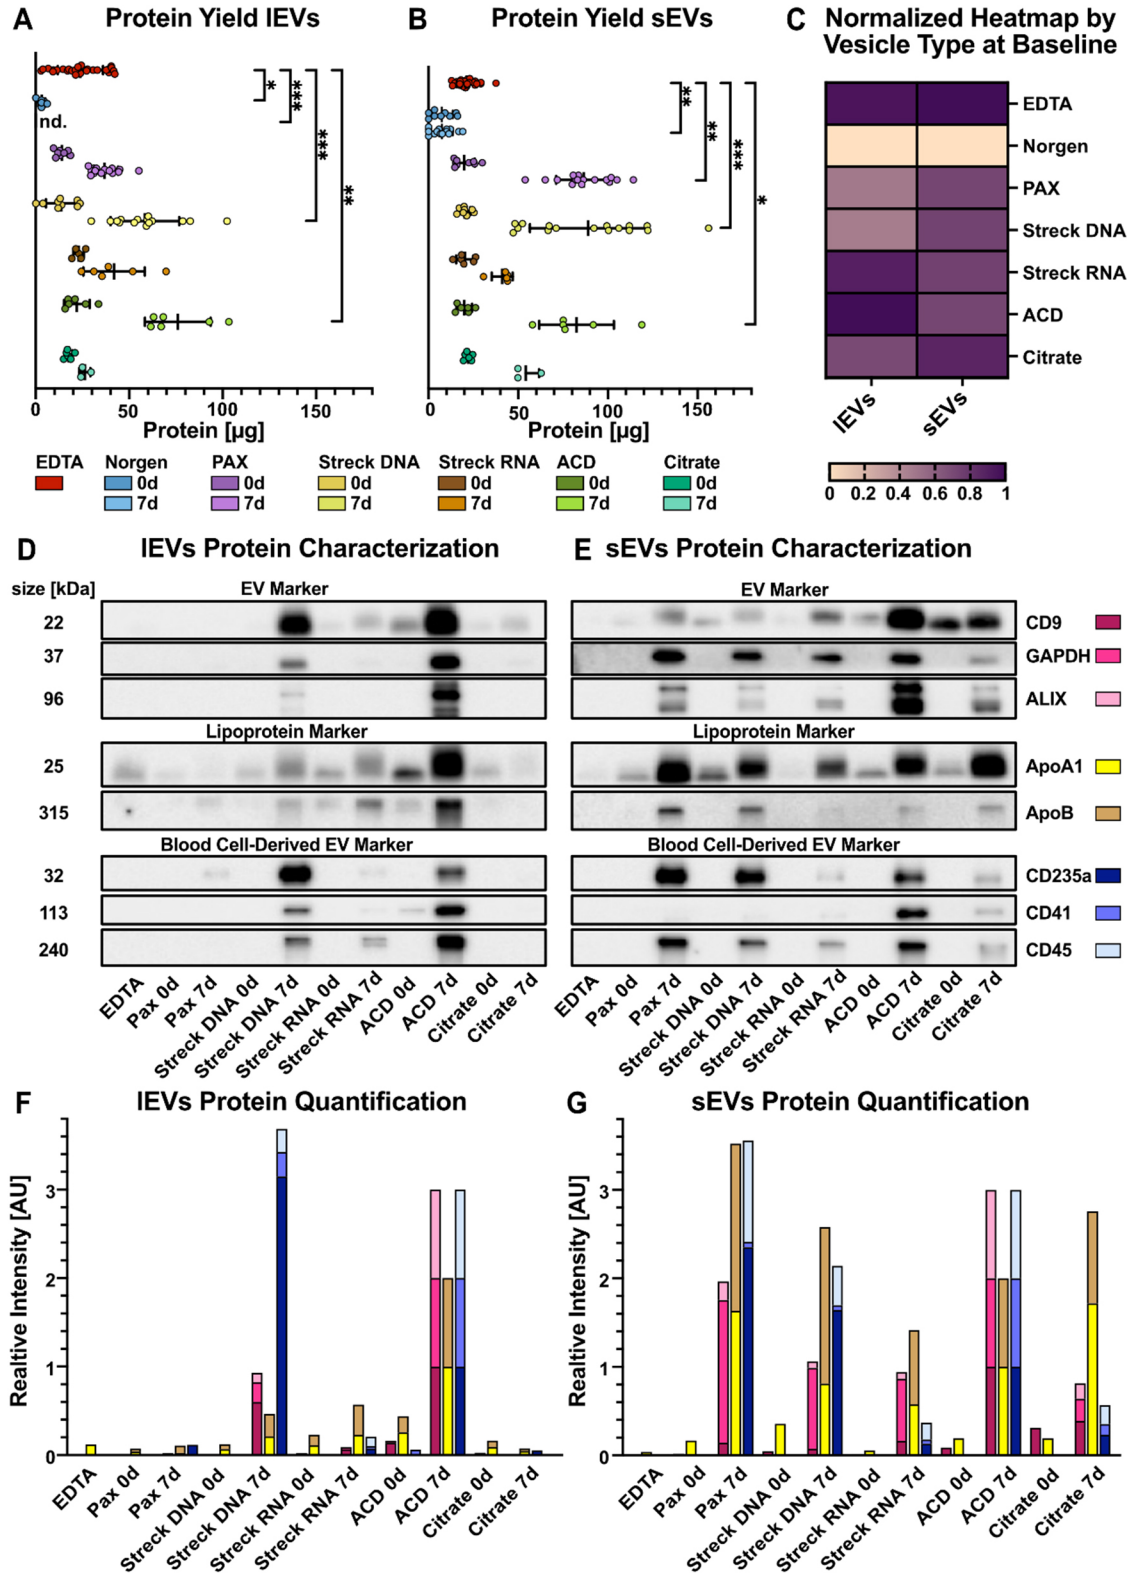 A Protein Yield lEVs
B Protein Yield sEVs
C Normalized Heatmap by
Vesicle Type at Baseline
nd.
*
***
***
**
0 50 100 150
Protein [µg]
**
**
***
*
0 50 100 150
Protein [µg]
EDTA
Norgen
PAX
Streck DNA
Streck RNA
ACD
Citrate
lEVs sEVs
0 0.2 0.4 0.6 0.8 1
EDTA Norgen PAX Streck DNA Streck RNA ACD Citrate
0d 0d 0d 0d 0d 0d
7d 7d 7d 7d 7d 7d
D lEVs Protein Characterization
size [kDa]
EV Marker
22
37
96
Lipoprotein Marker
25
315
Blood Cell-Derived EV Marker
32
113
240
EDTA
Pax 0d
Pax 7d
Streck DNA 0d
Streck DNA 7d
Streck RNA 0d
Streck RNA 7d
ACD 0d
ACD 7d
Citrate 0d
Citrate 7d
E sEVs Protein Characterization
EV Marker
CD9
GAPDH
ALIX
Lipoprotein Marker
ApoA1
ApoB
Blood Cell-Derived EV Marker
CD235a
CD41
CD45
EDTA
Pax 0d
Pax 7d
Streck DNA 0d
Streck DNA 7d
Streck RNA 0d
Streck RNA 7d
ACD 0d
ACD 7d
Citrate 0d
Citrate 7d
F lEVs Protein Quantification
Realtive Intensity [AU]
3
2
1
0
EDTA
Pax 0d
Pax 7d
Streck DNA 0d
Streck DNA 7d
Streck RNA 0d
Streck RNA 7d
ACD 0d
ACD 7d
Citrate 0d
Citrate 7d
G sEVs Protein Quantification
Realtive Intensity [AU]
3
2
1
0
EDTA
Pax 0d
Pax 7d
Streck DNA 0d
Streck DNA 7d
Streck RNA 0d
Streck RNA 7d
ACD 0d
ACD 7d
Citrate 0d
Citrate 7d